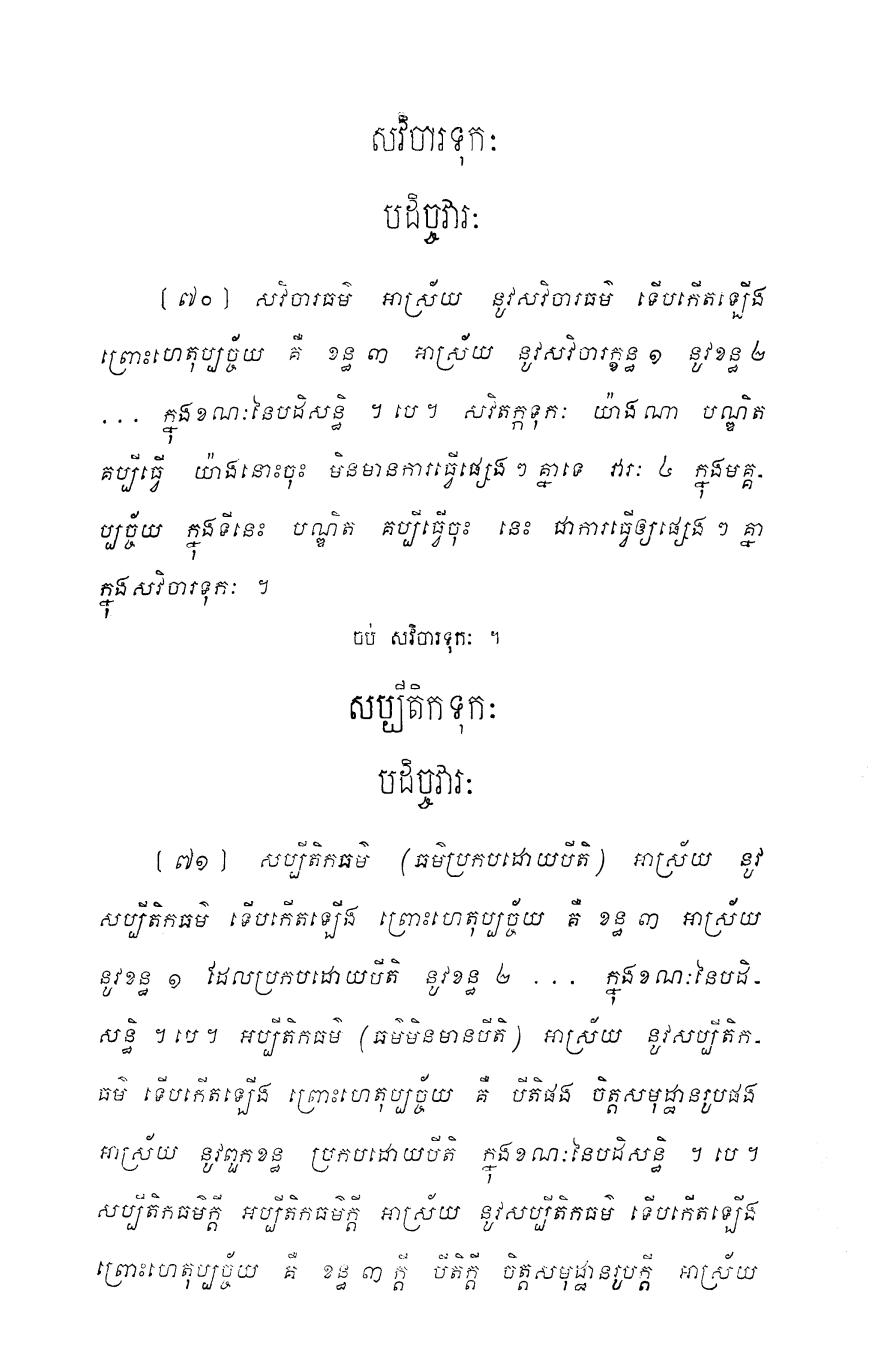 សវិចារទុកៈ
បដិច្ចវារៈ
[ ៧០ ] សវិចារធម៌ អាស្រ័យ នូវសវិចារធម៌ ទើបកើតឡើង
ព្រោះហេតុប្បច្ច័យ គឺ ខន្ធ ៣ អាស្រ័យ នូវសវិចារក្ខន្ធ ១ នូវខន្ធ ២
... ក្នុងខណៈនៃបដិសន្ធិ ។ បេ ។ សវិតក្កទុកៈ យ៉ាងណា បណ្ឌិត
គប្បីធ្វើ យ៉ាងនោះចុះ មិនមានការធ្វើផ្សេង ៗ គ្នាទេ វារៈ ៤ ក្នុងមគ្គ-
ប្បច្ច័យ ក្នុងទីនេះ បណ្ឌិត គប្បីធ្វើចុះ នេះ ជាការធ្វើឲ្យផ្សេង ៗ គ្នា
ក្នុងសវិចារទុកៈ ។
ចប់ សវិចារទុកៈ ។
សប្បីតិកទុកៈ
បដិច្ចវារៈ
[ ៧១ ] សប្បីតិកធម៌ (ធម៌ប្រកបដោយបីតិ) អាស្រ័យ នូវ
សប្បីតិកធម៌ ទើបកើតឡើង ព្រោះហេតុប្បច្ច័យ គឺ ខន្ធ ៣ អាស្រ័យ
នូវខន្ធ ១ ដែលប្រកបដោយបីតិ នូវខន្ធ ២ ... ក្នុងខណៈនៃបដិ-
សន្ធិ ។ បេ ។ អប្បីតិកធម៌ (ធម៌មិនមានបីតិ) អាស្រ័យ នូវសប្បីតិក-
ធម៌ ទើបកើតឡើង ព្រោះហេតុប្បច្ច័យ គឺ បីតិផង ចិត្តសមុដ្ឋានរូបផង
អាស្រ័យ នូវពួកខន្ធ ប្រកបដោយបីតិ ក្នុងខណៈនៃបដិសន្ធិ ។ បេ ។
សប្បីតិកធម៌ក្តី អប្បីតិកធម៌ក្តី អាស្រ័យ នូវសប្បីតិកធម៌ ទើបកើតឡើង
ព្រោះហេតុប្បច្ច័យ គឺ ខន្ធ ៣ ក្តី បីតិក្តី ចិត្តសមុដ្ឋានរូបក្តី អាស្រ័យ